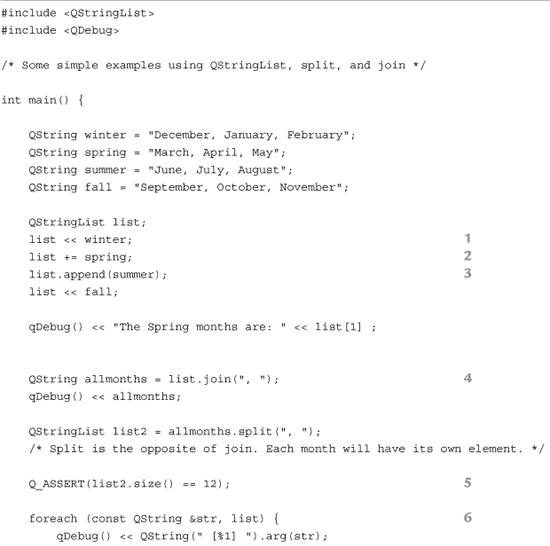 #include <QStringList>
#include <QDebug>
/* Some simple examples using QStringList, split, and join */
int main() {
QString winter = "December, January, February";
QString spring = "March, April, May";
QString summer = "June, July, August";
QString fall = "September, October, November";
QStringList list;
list << winter; 1
list += spring; 2
list.append(summer); 3
list << fall;
qDebug() << "The Spring months are: " << list[1] ;
QString allmonths = list.join(", "); 4
qDebug() << allmonths;
QStringList list2 = allmonths.split(", ");
/* Split is the opposite of join. Each month will have its own element. */
Q_ASSERT(list2.size() == 12); 5
foreach (const QString &str, list) { 6
qDebug() << QString(" [%1] ").arg(str);